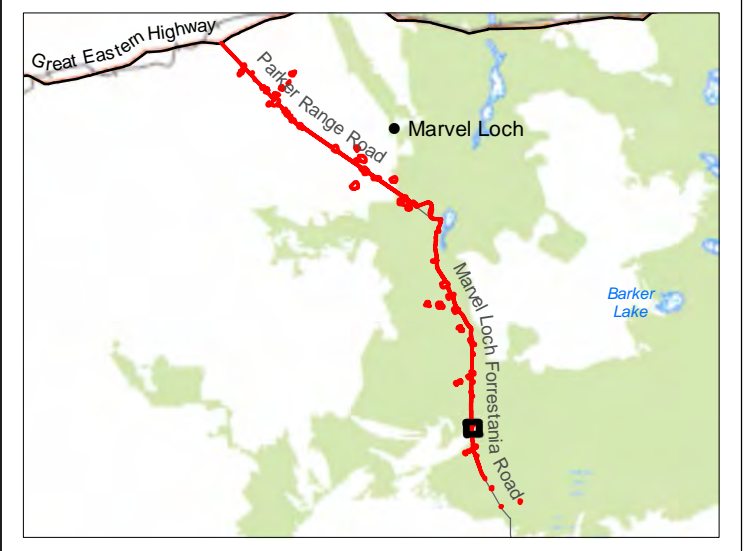 Great Eastern Highway
Parker Range Road
Marvel Loch
Marvel Loch Forrestania Road
Barker
Lake